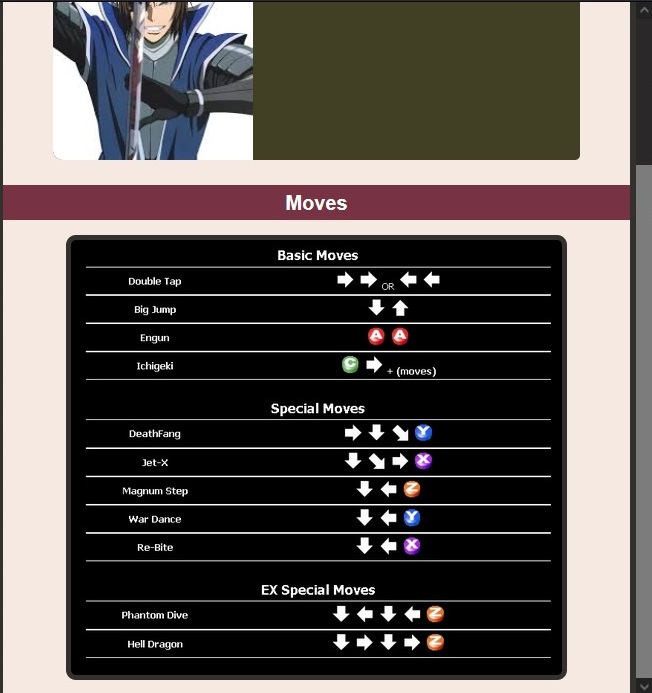 Moves
Basic Moves
Double Tap OR
Big Jump
Engun A A
Ichigeki C + (moves)
Special Moves
DeathFang Y
Jet-X X
Magnum Step Z
War Dance Y
Re-Bite X
EX Special Moves
Phantom Dive Z
Hell Dragon Z